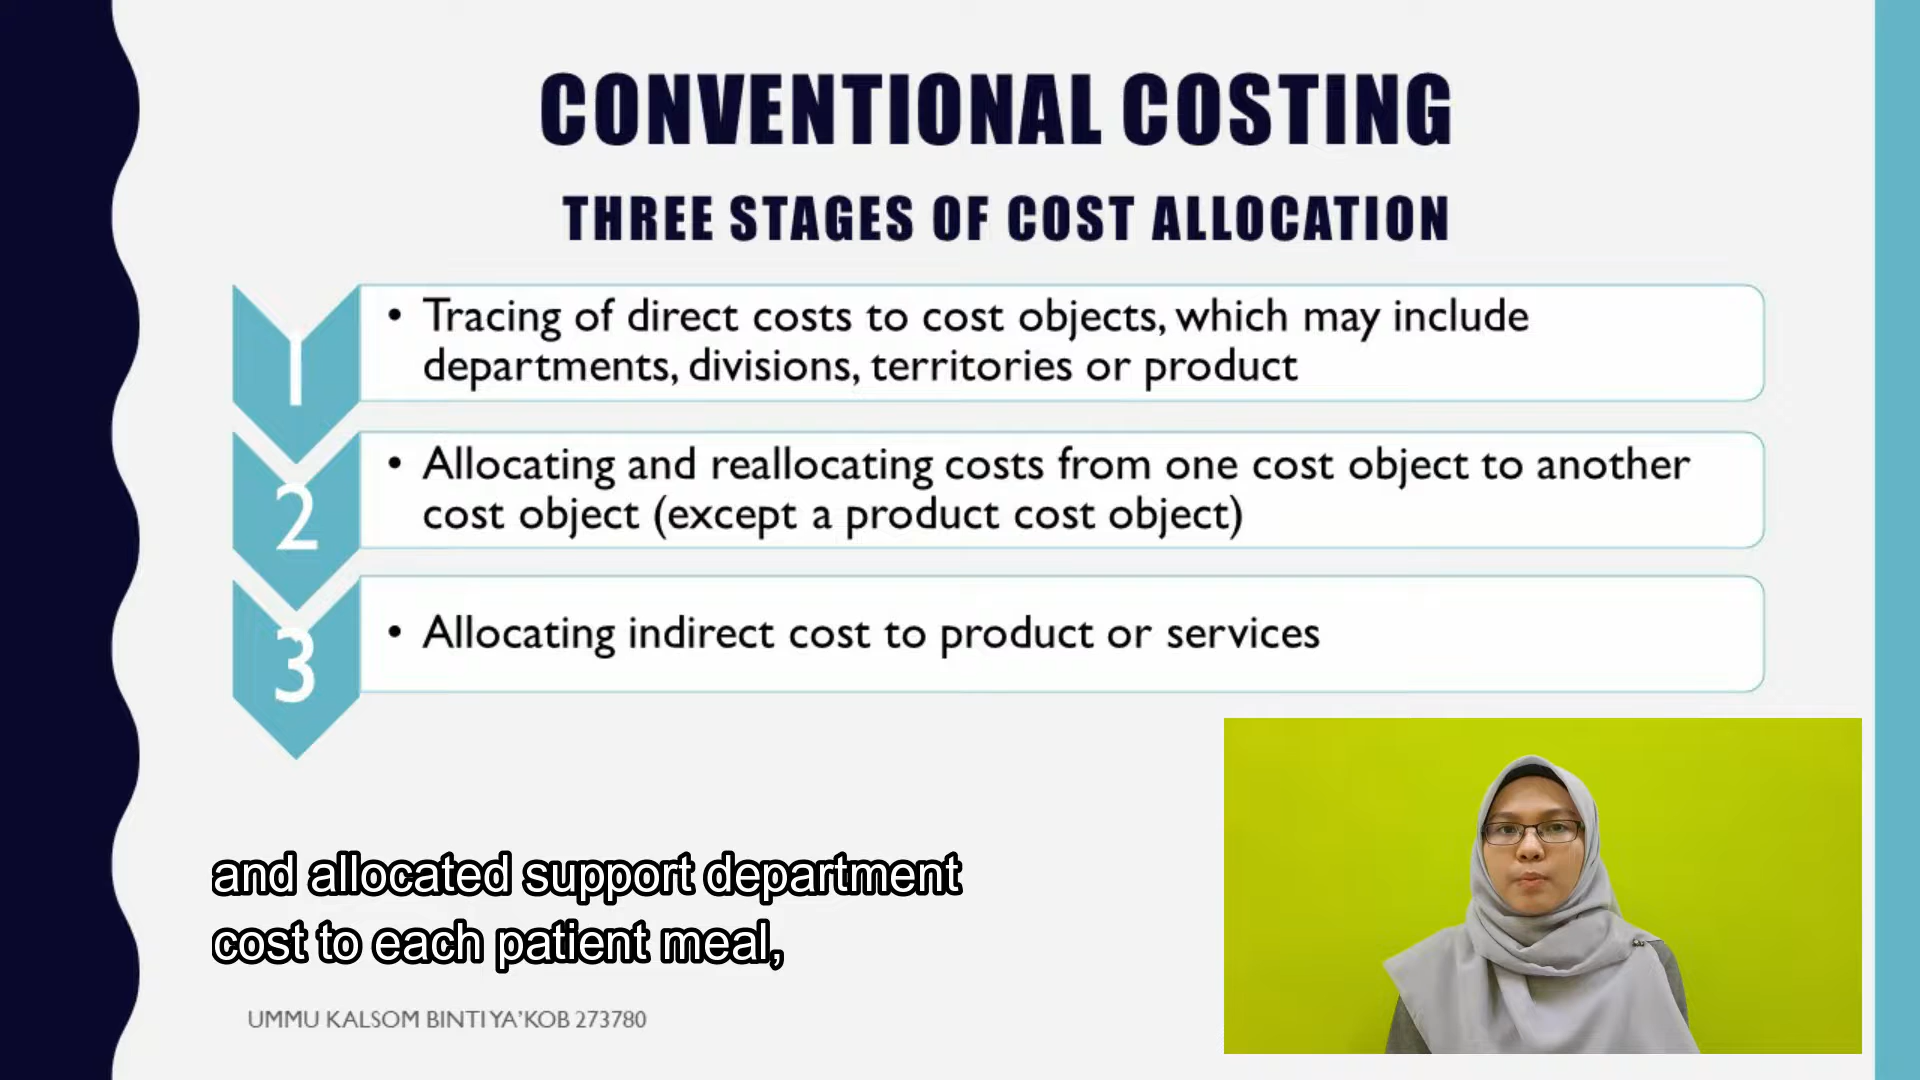 CONVENTIONAL COSTING
THREE STAGES OF COST ALLOCATION
1
• Tracing of direct costs to cost objects, which may include
departments, divisions, territories or product
2
• Allocating and reallocating costs from one cost object to another
cost object (except a product cost object)
3
• Allocating indirect cost to product or services
and allocated support department
cost to each patient meal,
UMMU KALSOM BINTI YA'KOB 273780